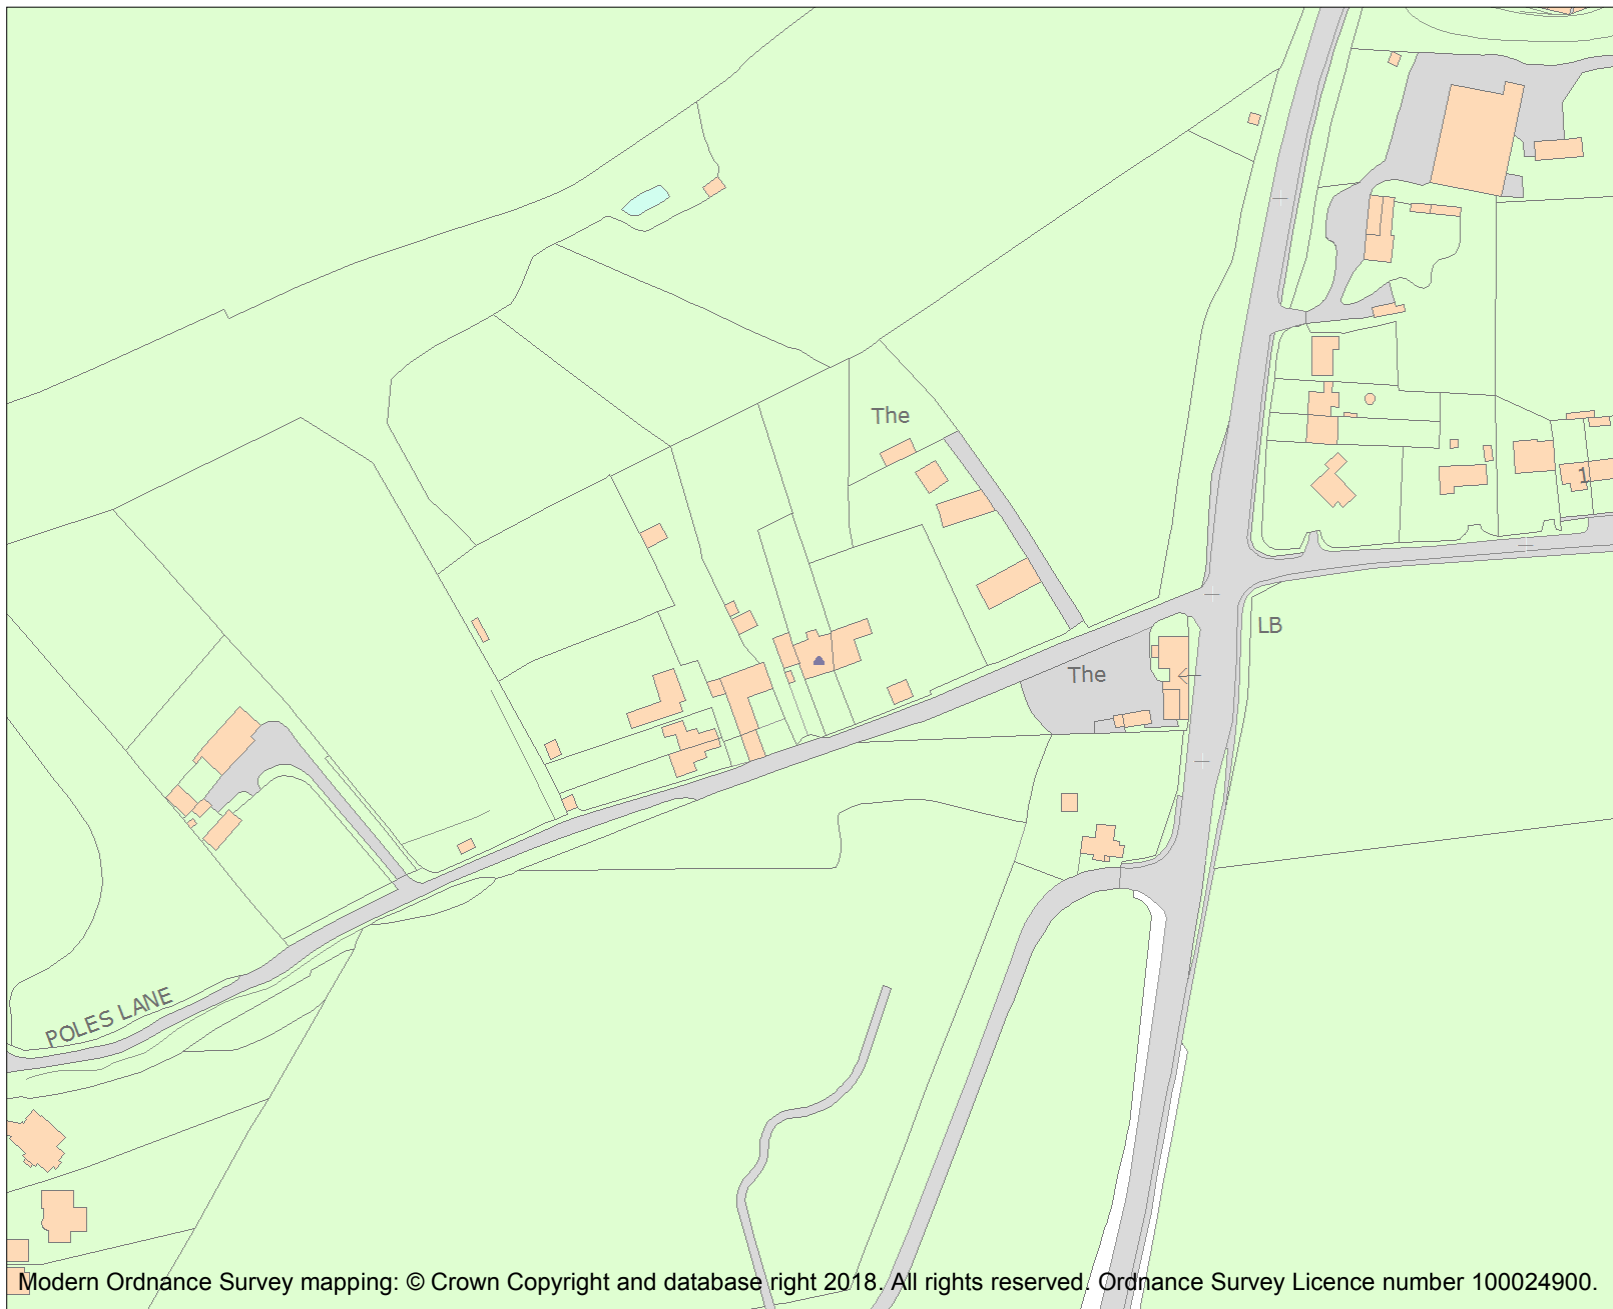 The
1
LB
The
POLES LANE
Modern Ordnance Survey mapping: © Crown Copyright and database right 2018. All rights reserved. Ordnance Survey Licence number 100024900.